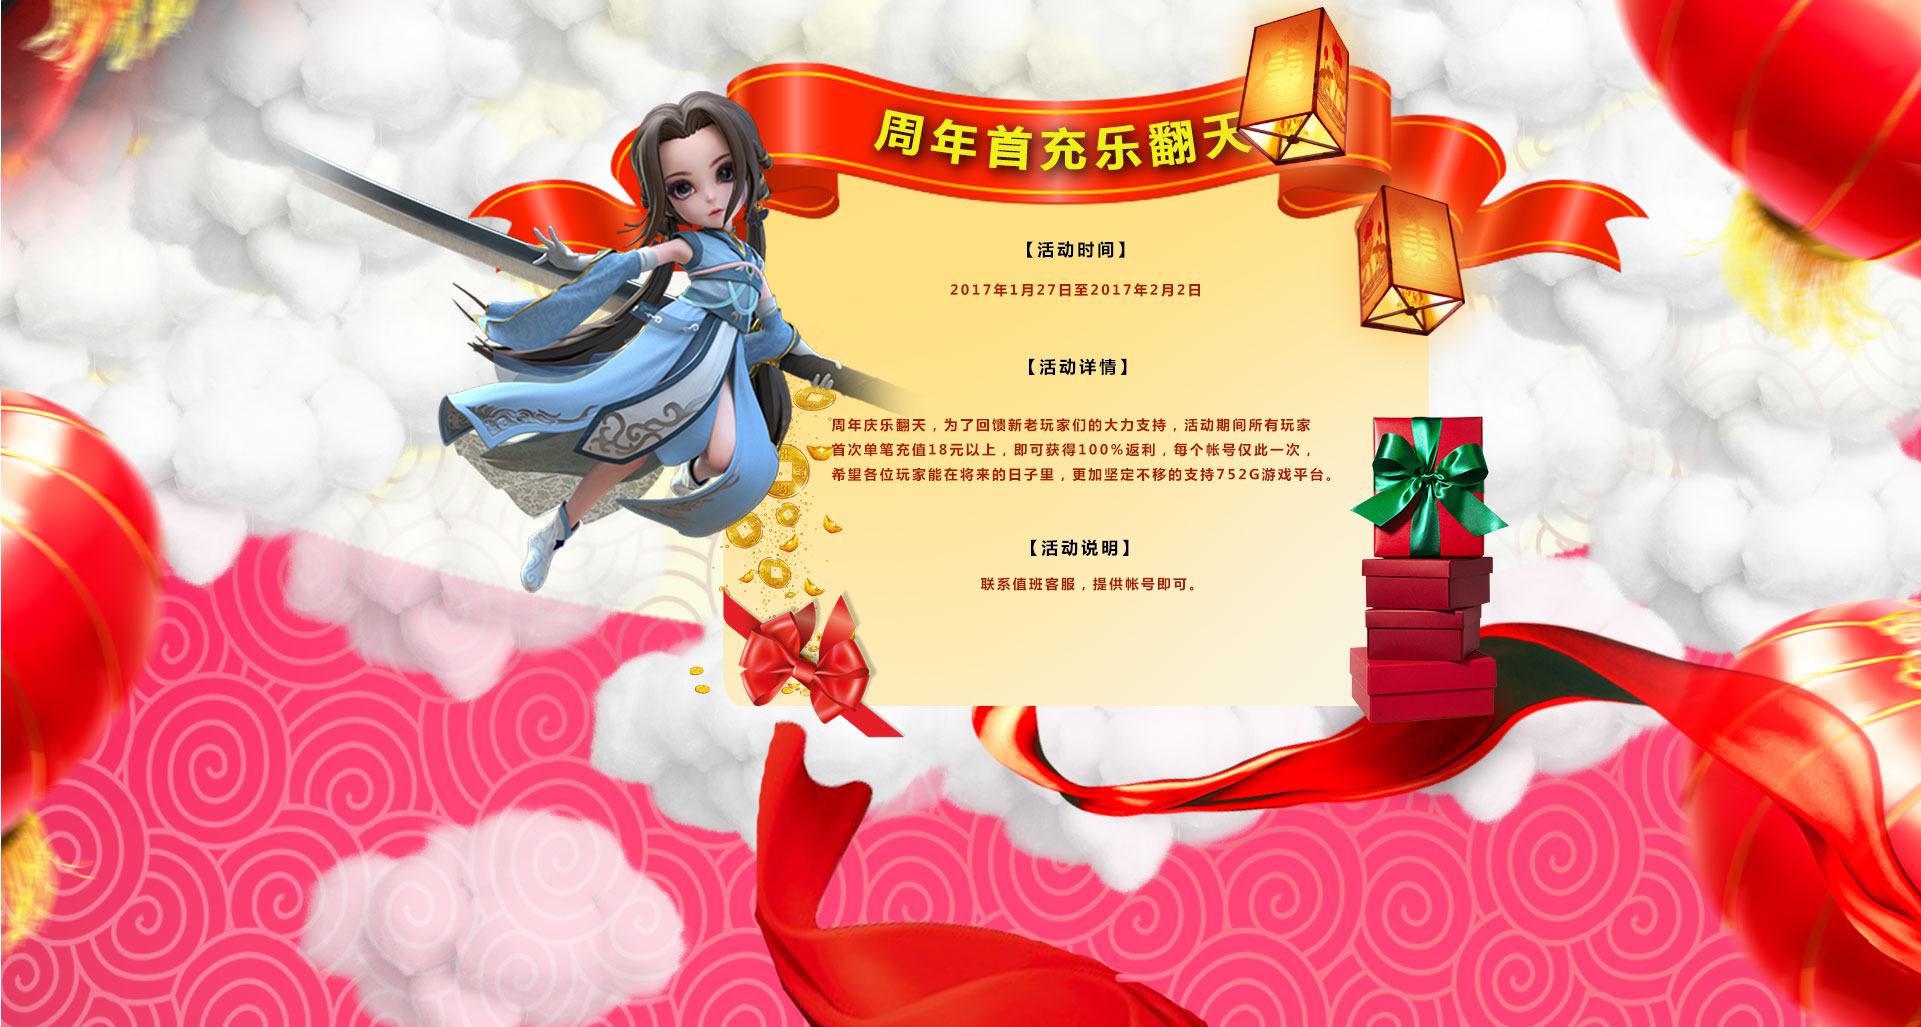 周年首充乐翻天
【活动时间】
2017年1月27日至2017年2月2日
【活动详情】
周年庆乐翻天，为了回馈新老玩家们的大力支持，活动期间所有玩家
首次单笔充值18元以上，即可获得100%返利，每个帐号仅此一次，
希望各位玩家能在将来的日子里，更加坚定不移的支持752G游戏平台。
【活动说明】
联系值班客服，提供帐号即可。